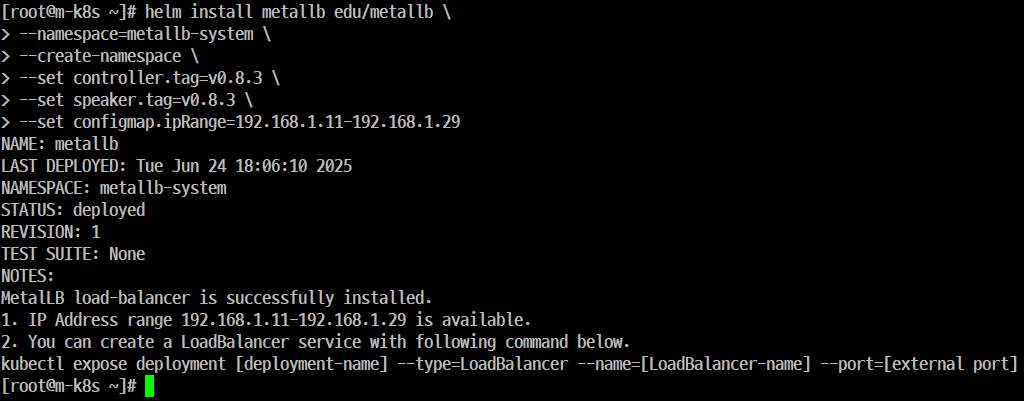 [root@m-k8s ~]# helm install metallb edu/metallb \
> --namespace=metallb-system \
> --create-namespace \
> --set controller.tag=v0.8.3 \
> --set speaker.tag=v0.8.3 \
> --set configmap.ipRange=192.168.1.11-192.168.1.29
NAME: metallb
LAST DEPLOYED: Tue Jun 24 18:06:10 2025
NAMESPACE: metallb-system
STATUS: deployed
REVISION: 1
TEST SUITE: None
NOTES:
MetalLB load-balancer is successfully installed.
1. IP Address range 192.168.1.11-192.168.1.29 is available.
2. You can create a LoadBalancer service with following command below.
kubectl expose deployment [deployment-name] --type=LoadBalancer --name=[LoadBalancer-name] --port=[external port]
[root@m-k8s ~]#